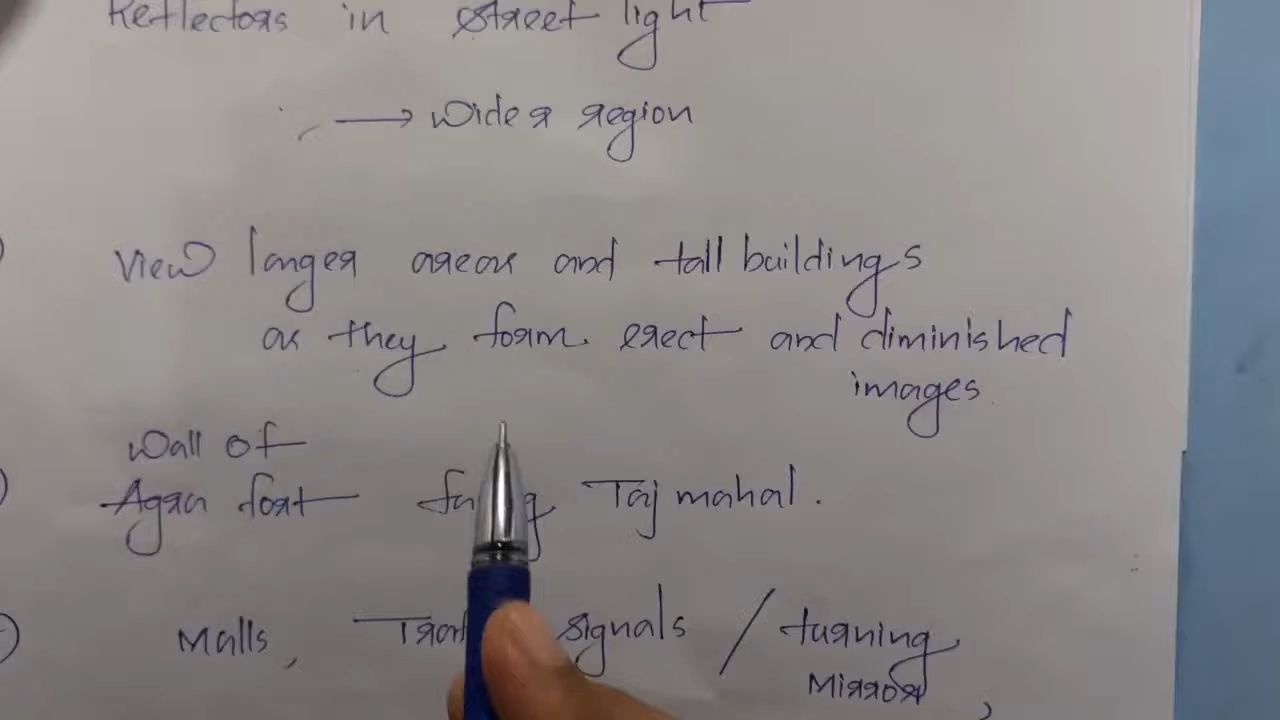 Reflectors in street light
→ wider region
View larger areas and tall buildings
as they form erect and diminished
images
Wall of
Agra fort Taj mahal.
Malls, signals / turning
Mirror,